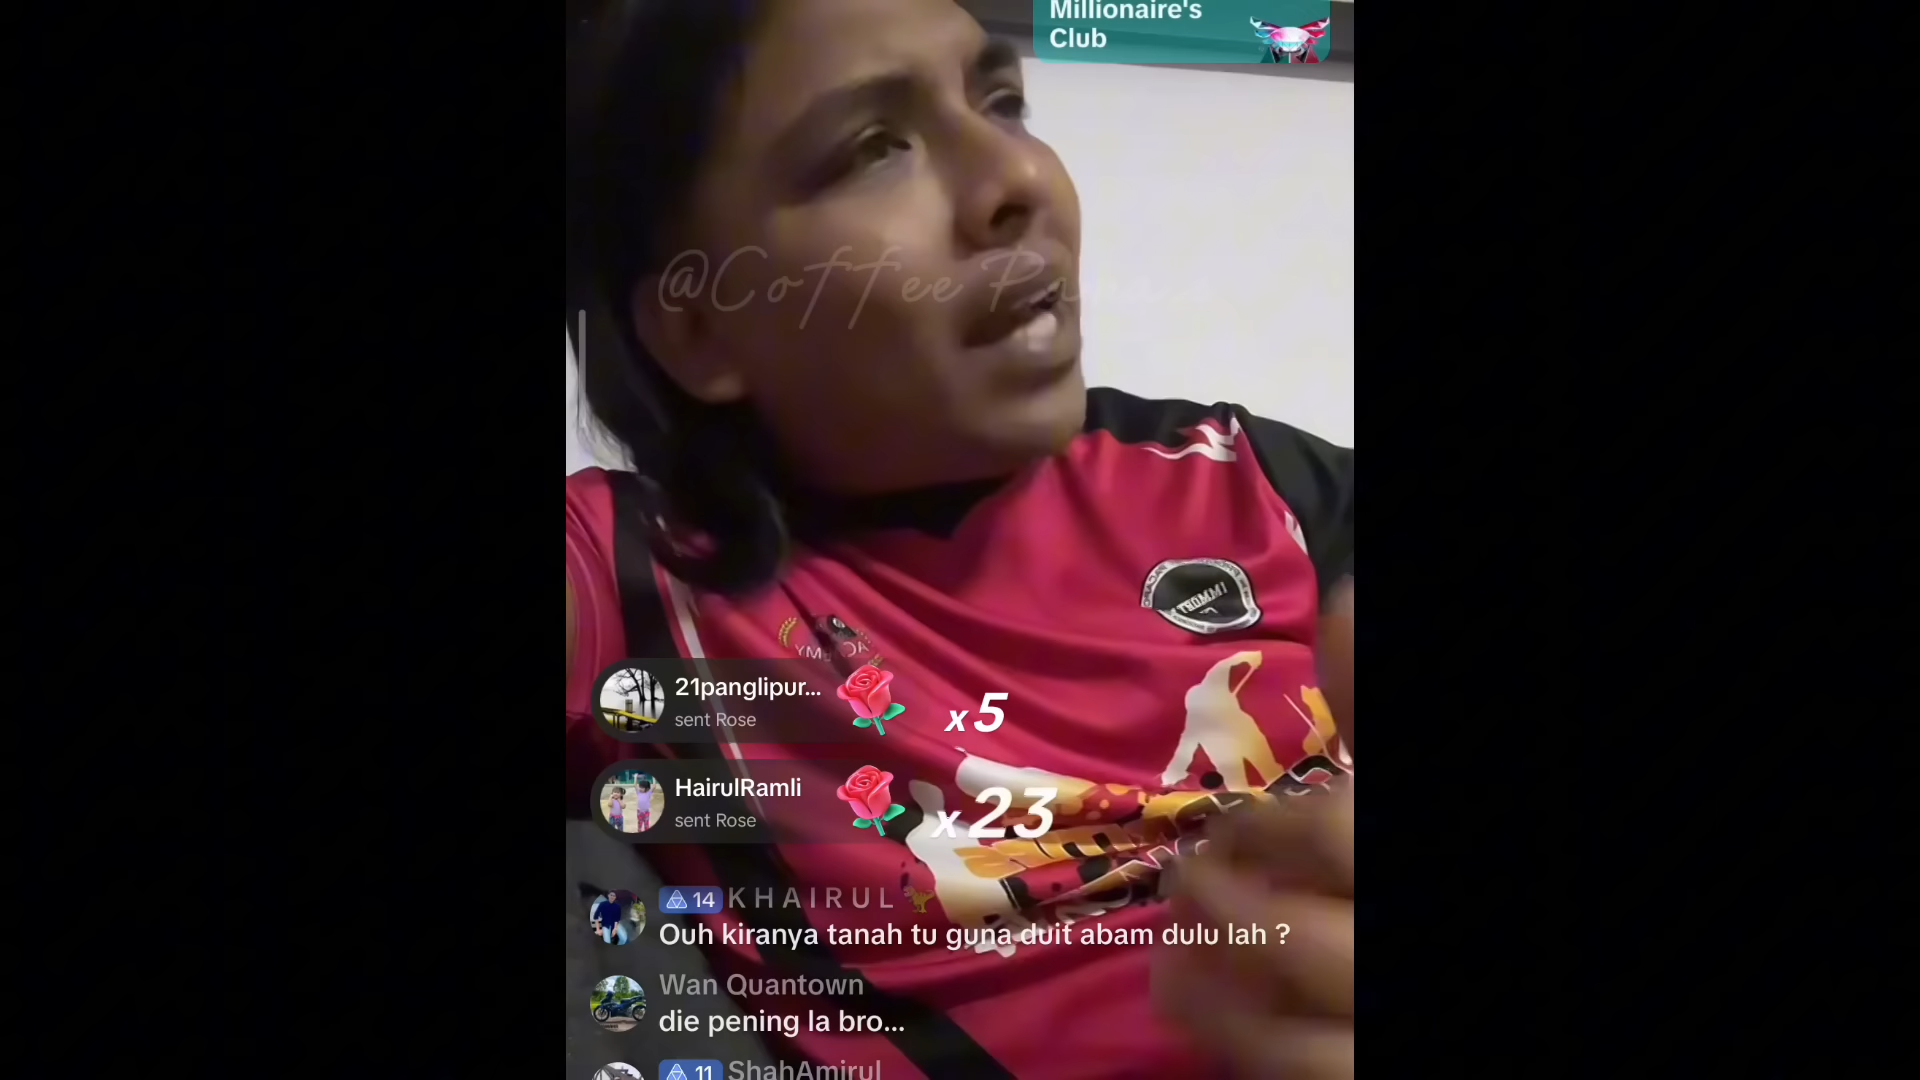 Millionaire's
Club
@Coffee
THOMMI
21panglipur...
sent Rose
x5
HairulRamli
sent Rose
x23
14 KHAIRUL
Ouh kiranya tanah tu guna duit abam dulu lah ?
Wan Quantown
die pening la bro...
11 ShahAmirul